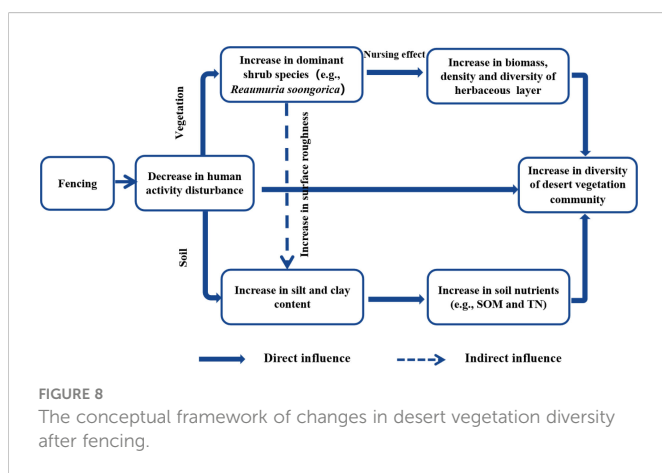 Nursing effect
Increase in dominant
shrub species (e.g.,
Reaumuria soongorica)
Increase in biomass,
density and diversity of
herbaceous layer
Vegetation
Increase in surface roughness
Fencing
Decrease in human
activity disturbance
Increase in diversity
of desert vegetation
community
Soil
Increase in silt and clay
content
Increase in soil nutrients
(e.g., SOM and TN)
Direct influence
Indirect influence
FIGURE 8
The conceptual framework of changes in desert vegetation diversity
after fencing.